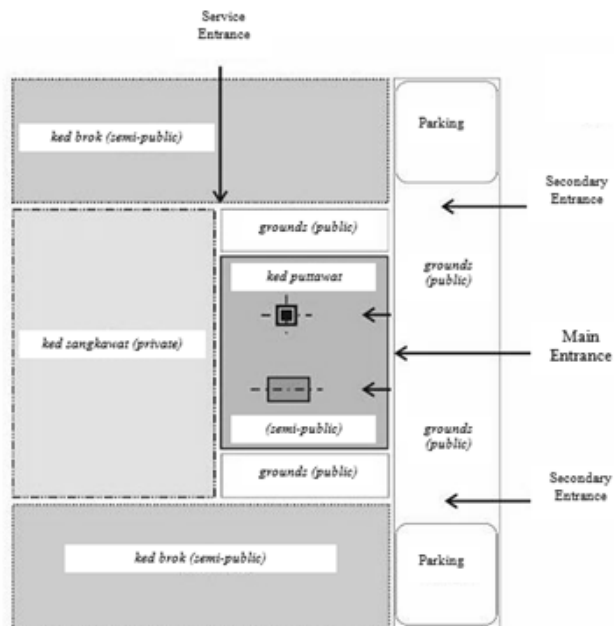 Service
Entrance
ked brok (semi-public)
Parking
Secondary
Entrance
grounds (public)
ked puttawat
grounds
(public)
ked sangkawat (private)
Main
Entrance
(semi-public)
grounds
(public)
grounds (public)
Secondary
Entrance
ked brok (semi-public)
Parking